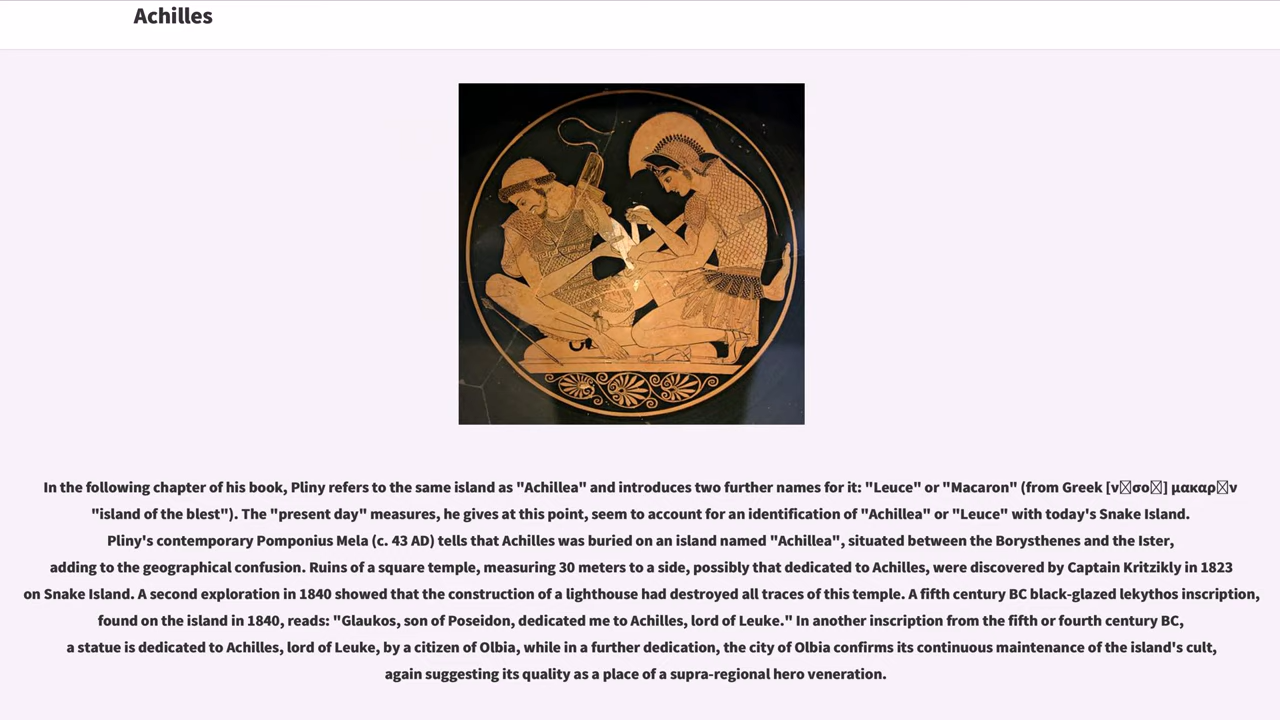 Achilles
In the following chapter of his book, Pliny refers to the same island as "Achillea" and introduces two further names for it: "Leuce" or "Macaron" (from Greek [ν□σο□] μακαρ□ν
"island of the blest"). The "present day" measures, he gives at this point, seem to account for an identification of "Achillea" or "Leuce" with today's Snake Island.
Pliny's contemporary Pomponius Mela (c. 43 AD) tells that Achilles was buried on an island named "Achillea", situated between the Borysthenes and the Ister,
adding to the geographical confusion. Ruins of a square temple, measuring 30 meters to a side, possibly that dedicated to Achilles, were discovered by Captain Kritzikly in 1823
on Snake Island. A second exploration in 1840 showed that the construction of a lighthouse had destroyed all traces of this temple. A fifth century BC black-glazed lekythos inscription,
found on the island in 1840, reads: "Glaukos, son of Poseidon, dedicated me to Achilles, lord of Leuke." In another inscription from the fifth or fourth century BC,
a statue is dedicated to Achilles, lord of Leuke, by a citizen of Olbia, while in a further dedication, the city of Olbia confirms its continuous maintenance of the island's cult,
again suggesting its quality as a place of a supra-regional hero veneration.